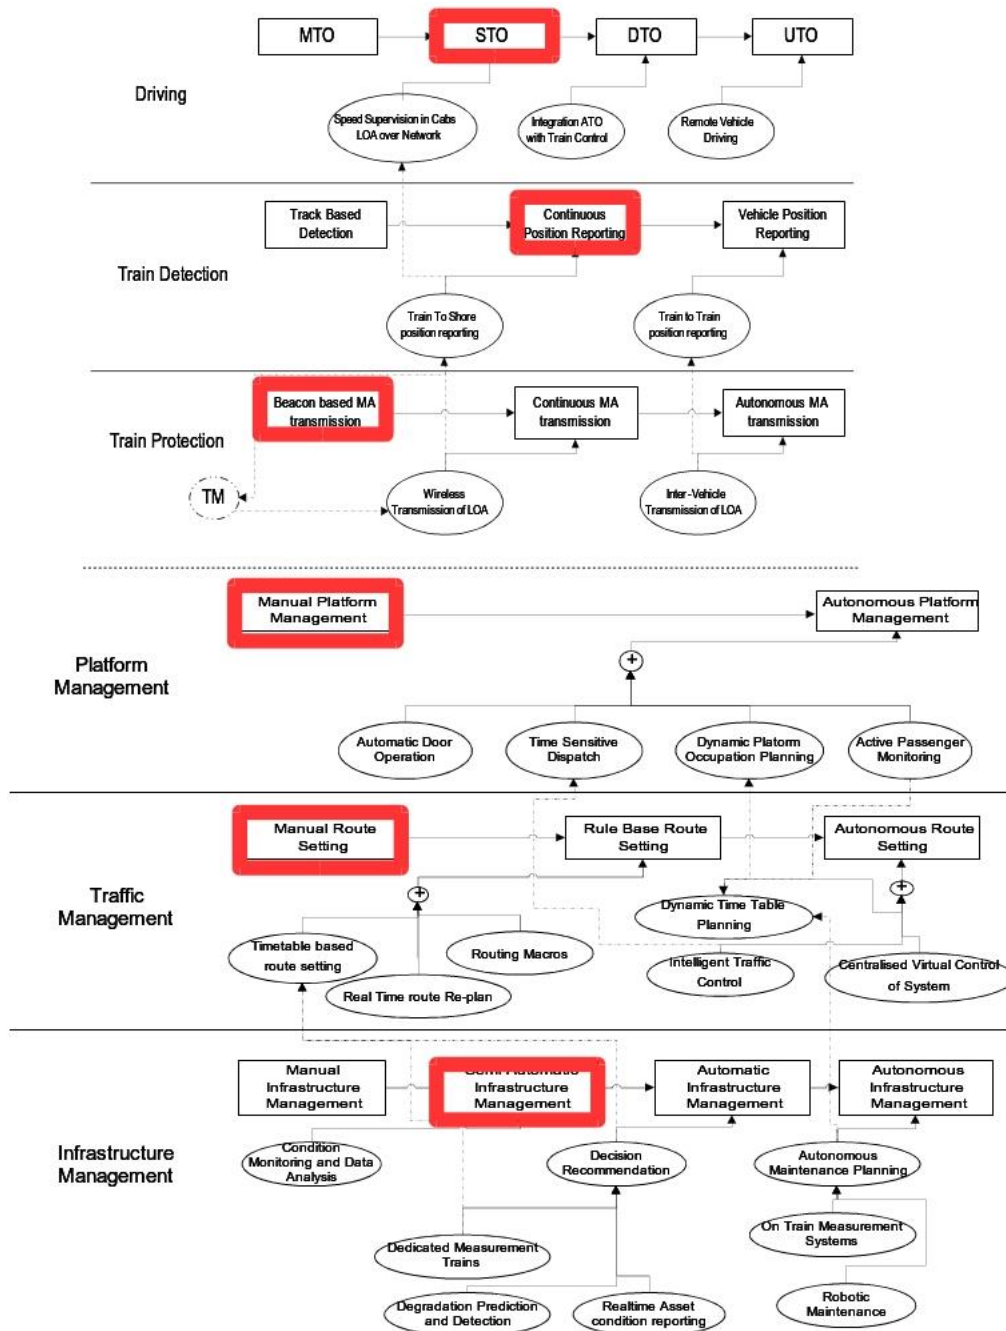 MTO
STO
DTO
UTO
Driving
Speed Supervision in Cabs
LOA over Network
Integration ATO
with Train Control
Remote Vehicle
Driving
Track Based
Detection
Continuous
Position Reporting
Vehicle Position
Reporting
Train Detection
Train To Shore
position reporting
Train to Train
position reporting
Beacon based MA
transmission
Continuous MA
transmission
Autonomous MA
transmission
Train Protection
TM
Wireless
Transmission of LOA
Inter-Vehicle
Transmission of LOA
Manual Platform
Management
Autonomous Platform
Management
+
Platform
Management
Automatic Door
Operation
Time Sensitive
Dispatch
Dynamic Platorm
Occupation Planning
Active Passenger
Monitoring
Manual Route
Setting
Rule Base Route
Setting
Autonomous Route
Setting
Traffic
Management
+
+
Dynamic Time Table
Planning
Timetable based
route setting
Routing Macros
Real Time route Re-plan
Intelligent Traffic
Control
Centralised Virtual Control
of System
Manual
Infrastructure
Management
Semi Automatic
Infrastructure
Management
Automatic
Infrastructure
Management
Autonomous
Infrastructure
Management
Infrastructure
Management
Condition
Monitoring and Data
Analysis
Decision
Recommendation
Autonomous
Maintenance Planning
Dedicated Measurement
Trains
On Train Measurement
Systems
Degradation Prediction
and Detection
Realtime Asset
condition reporting
Robotic
Maintenance